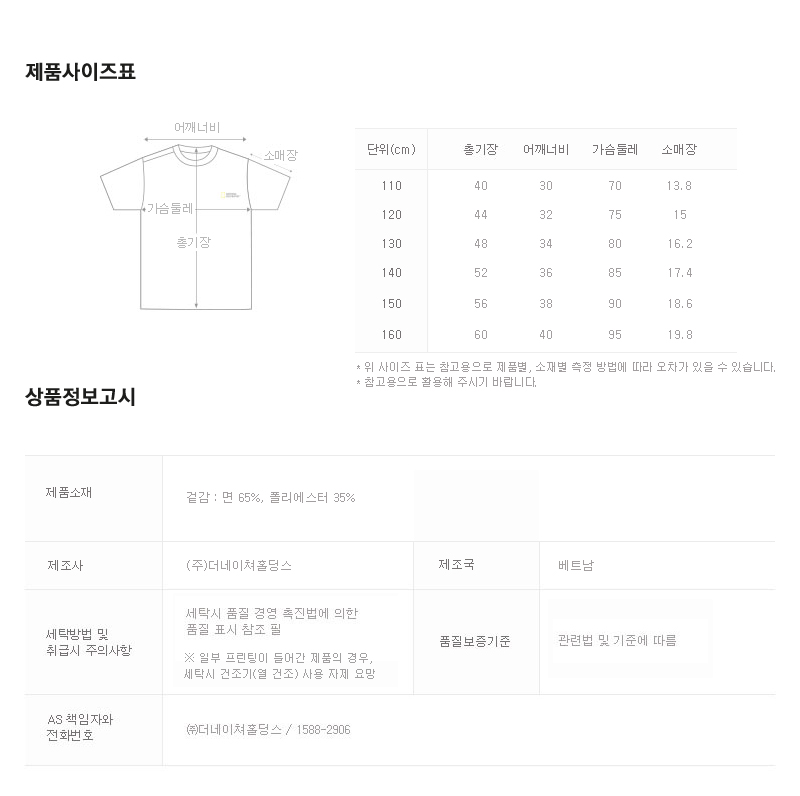 제품사이즈표
어깨너비
소매장
가슴둘레
총기장
단위(cm) 총기장 어깨너비 가슴둘레 소매장
110 40 30 70 13.8
120 44 32 75 15
130 48 34 80 16.2
140 52 36 85 17.4
150 56 38 90 18.6
160 60 40 95 19.8
* 위 사이즈 표는 참고용으로 제품별, 소재별 측정 방법에 따라 오차가 있을 수 있습니다.
* 참고용으로 활용해 주시기 바랍니다.
상품정보고시
제품소재 겉감 : 면 65%, 폴리에스터 35%
제조사 (주)더네이쳐홀딩스 제조국 베트남
세탁방법 및
취급시 주의사항
세탁시 품질 경영 촉진법에 의한
품질 표시 참조 필
※ 일부 프린팅이 들어간 제품의 경우,
세탁시 건조기(열 건조) 사용 자제 요망
품질보증기준 관련법 및 기준에 따름
AS 책임자와
전화번호
㈜더네이쳐홀딩스 / 1588-2906